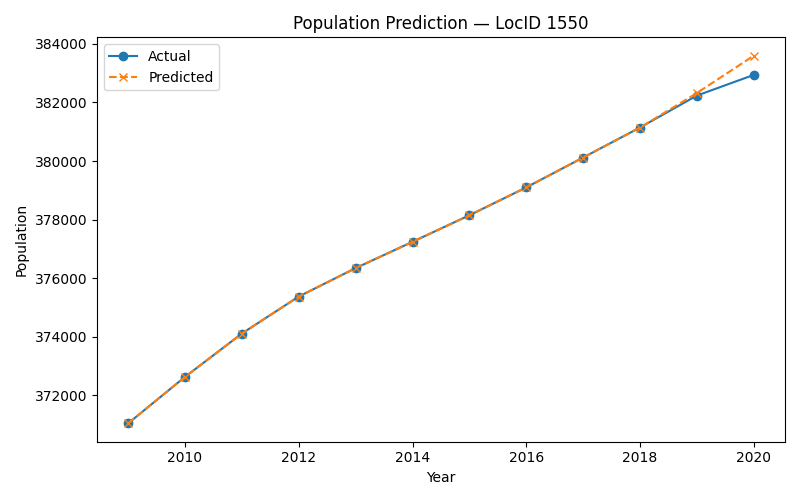 Population Prediction — LocID 1550
Actual
Predicted
384000
382000
380000
378000
376000
374000
372000
Population
2010 2012 2014 2016 2018 2020
Year